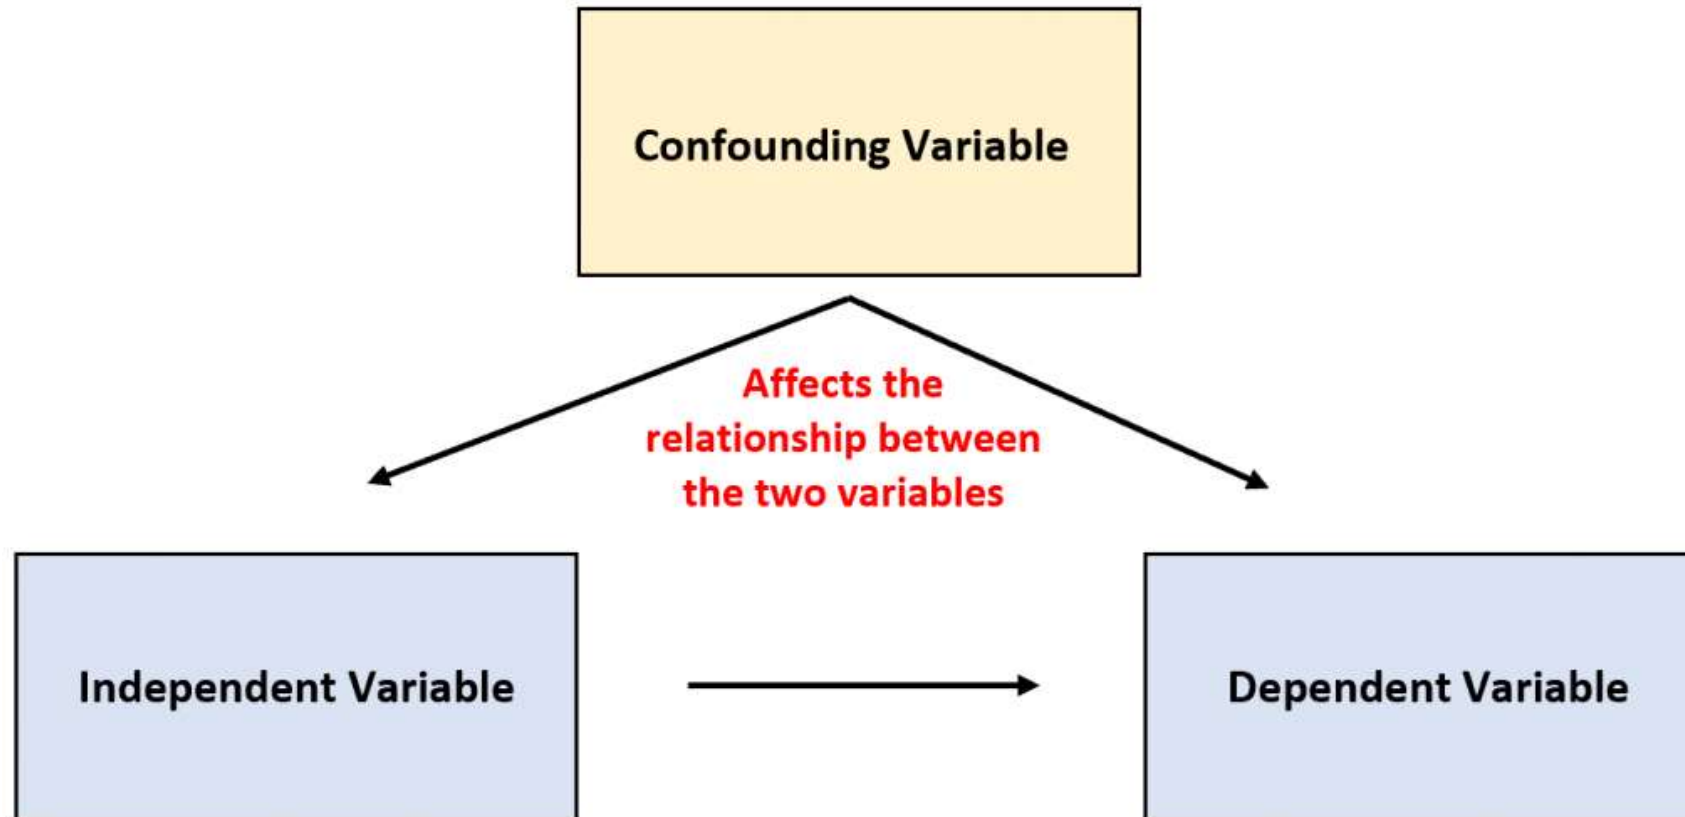 Confounding Variable
Affects the
relationship between
the two variables
Independent Variable
Dependent Variable